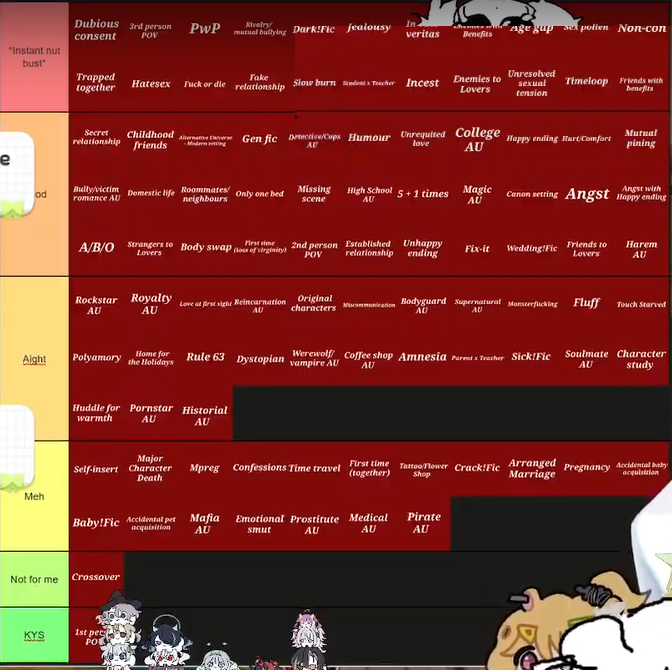 Dubious consent
3rd person POV
PwP
Rivalry/ mutual bullying
Dark!Fic
Jealousy
veritas
Benefits
Age gap
Sex pollen
Non-con
"Instant nut bust"
Trapped together
Hatesex
Fuck or die
Fake relationship
Slow burn
Student x Teacher
Incest
Enemies to Lovers
Unresolved sexual tension
Timeloop
Friends with benefits
e
od
Secret relationship
Childhood friends
Alternative Universe - Modern setting
Gen fic
Detective/Cops AU
Humour
Unrequited love
College AU
Happy ending
Hurt/Comfort
Mutual pining
Bully/victim romance AU
Domestic life
Roommates/ neighbours
Only one bed
Missing scene
High School AU
5 + 1 times
Magic AU
Canon setting
Angst
Angst with Happy ending
A/B/O
Strangers to Lovers
Body swap
First time (loss of virginity)
2nd person POV
Established relationship
Unhappy ending
Fix-it
Wedding!Fic
Friends to Lovers
Harem AU
Aight
Rockstar AU
Royalty AU
Love at first sight
Reincarnation AU
Original characters
Miscommunication
Bodyguard AU
Supernatural AU
Monsterfucking
Fluff
Touch Starved
Polyamory
Home for the Holidays
Rule 63
Dystopian
Werewolf/ vampire AU
Coffee shop AU
Amnesia
Parent x Teacher
Sick!Fic
Soulmate AU
Character study
Huddle for warmth
Pornstar AU
Historial AU
Meh
Self-insert
Major Character Death
Mpreg
Confessions
Time travel
First time (together)
Tattoo/Flower Shop
Crack!Fic
Arranged Marriage
Pregnancy
Accidental baby acquisition
Baby!Fic
Accidental pet acquisition
Mafia AU
Emotional smut
Prostitute AU
Medical AU
Pirate AU
Not for me
Crossover
KYS
1st